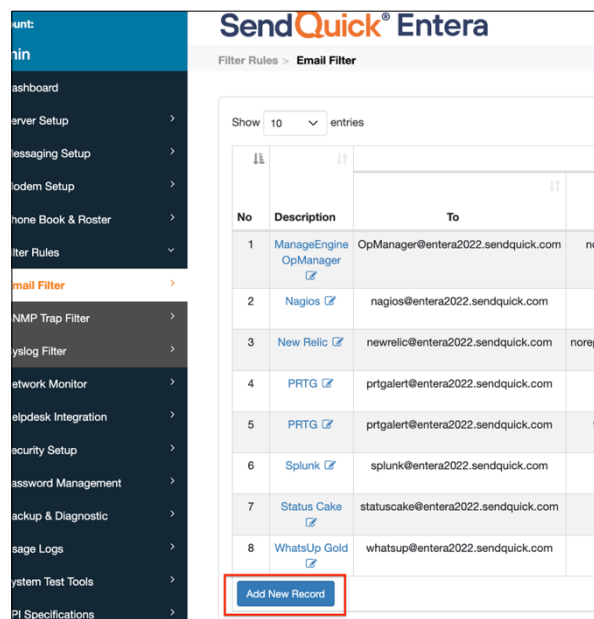 SendQuick® Entera
Filter Rules > Email Filter
ount:
min
ashboard
erver Setup
essaging Setup
odem Setup
hone Book & Roster
lter Rules
mail Filter
NMP Trap Filter
yslog Filter
etwork Monitor
elpdesk Integration
ecurity Setup
assword Management
ackup & Diagnostic
sage Logs
ystem Test Tools
PI Specifications
Show 10 entries
No Description To
1 ManageEngine OpManager@entera2022.sendquick.com no
OpManager
2 Nagios nagios@entera2022.sendquick.com
3 New Relic newrelic@entera2022.sendquick.com norep
4 PRTG prtgalert@entera2022.sendquick.com
5 PRTG prtgalert@entera2022.sendquick.com
6 Splunk splunk@entera2022.sendquick.com
7 Status Cake statuscake@entera2022.sendquick.com
8 WhatsUp Gold whatsup@entera2022.sendquick.com
Add New Record